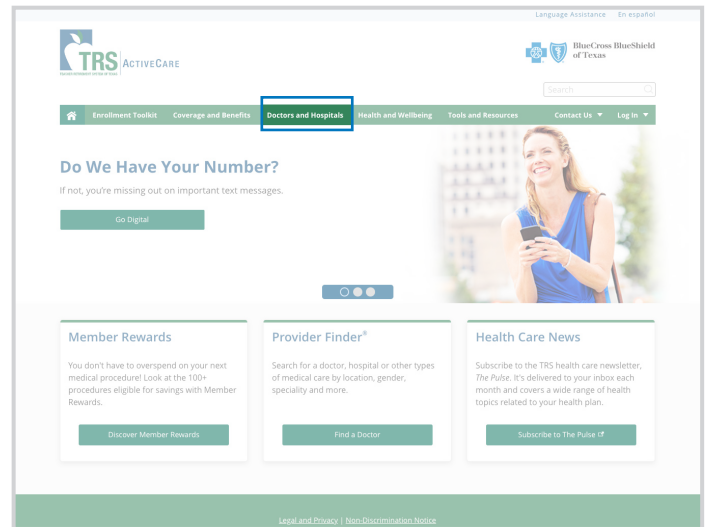 Language Assistance En español
TRS ACTIVECARE
TEACHER RETIREMENT SYSTEM OF TEXAS
BlueCross BlueShield
of Texas
Search
Enrollment Toolkit Coverage and Benefits Doctors and Hospitals Health and Wellbeing Tools and Resources Contact Us Log In
Do We Have Your Number?
If not, you're missing out on important text messages.
Go Digital
Member Rewards
You don't have to overspend on your next
medical procedure! Look at the 100+
procedures eligible for savings with Member
Rewards.
Discover Member Rewards
Provider Finder®
Search for a doctor, hospital or other types
of medical care by location, gender,
speciality and more.
Find a Doctor
Health Care News
Subscribe to the TRS health care newsletter,
The Pulse. It's delivered to your inbox each
month and covers a wide range of health
topics related to your health plan.
Subscribe to The Pulse
Legal and Privacy | Non-Discrimination Notice